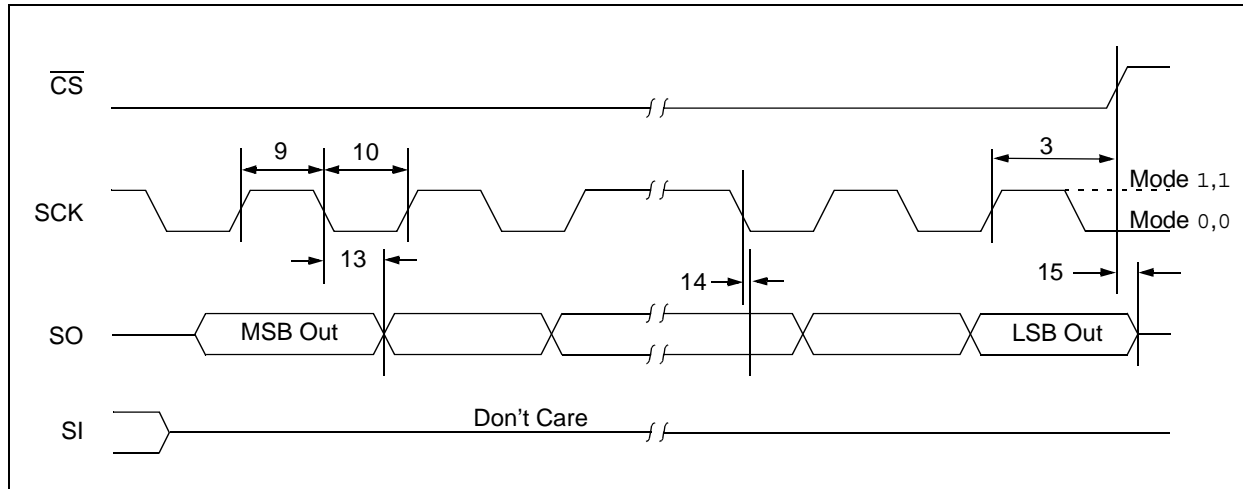 CS
9
10
3
Mode 1,1
SCK
Mode 0,0
13
14
15
SO
MSB Out
LSB Out
Don't Care
SI